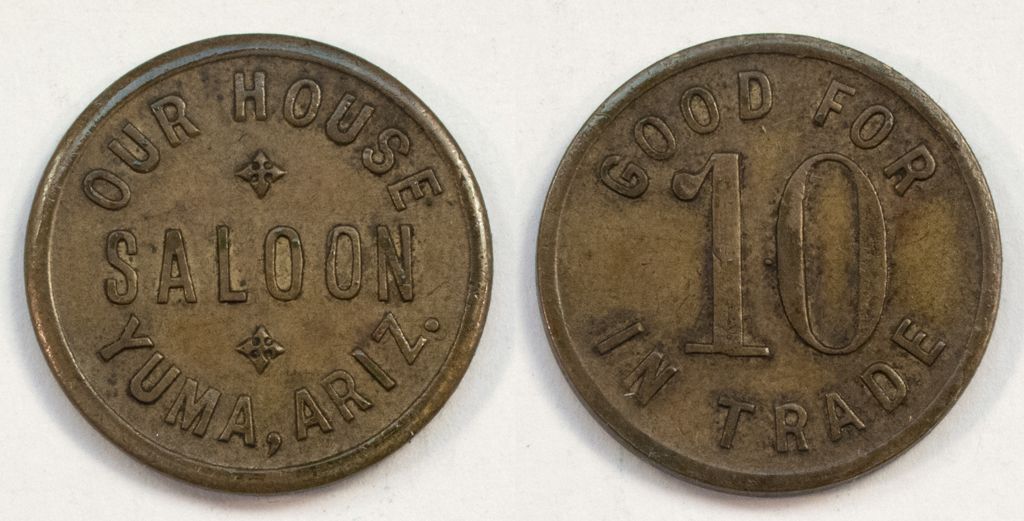 OUR HOUSE
SALOON
YUMA, ARIZ.
GOOD FOR
10
IN TRADE